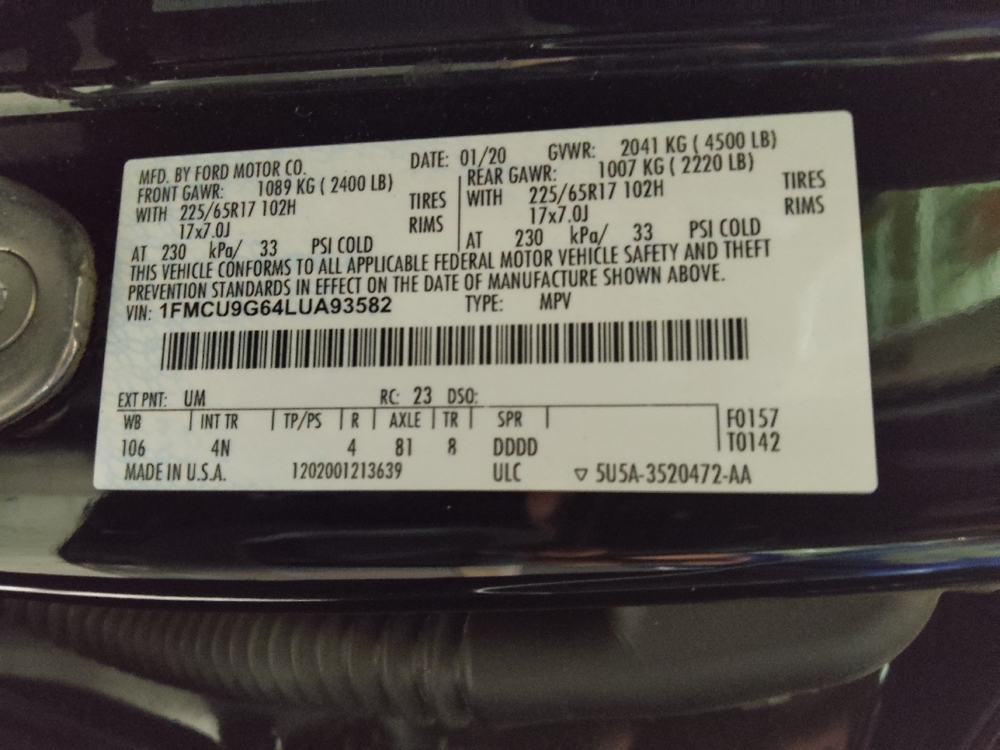 MFD. BY FORD MOTOR CO. DATE: 01/20 GVWR: 2041 KG ( 4500 LB)
FRONT GAWR: 1089 KG ( 2400 LB) REAR GAWR: 1007 KG ( 2220 LB)
WITH 225/65R17 102H TIRES WITH 225/65R17 102H TIRES
17x7.0J RIMS 17x7.0J RIMS
AT 230 kPa/ 33 PSI COLD AT 230 kPa/ 33 PSI COLD
THIS VEHICLE CONFORMS TO ALL APPLICABLE FEDERAL MOTOR VEHICLE SAFETY AND THEFT
PREVENTION STANDARDS IN EFFECT ON THE DATE OF MANUFACTURE SHOWN ABOVE.
VIN: 1FMCU9G64LUA93582 TYPE: MPV
EXT PNT: UM RC: 23 DSO:
WB INT TR TP/PS R AXLE TR SPR F0157
106 4N 4 81 8 DDDD T0142
MADE IN U.S.A. 1202001213639 ULC ▽ 5U5A-3520472-AA